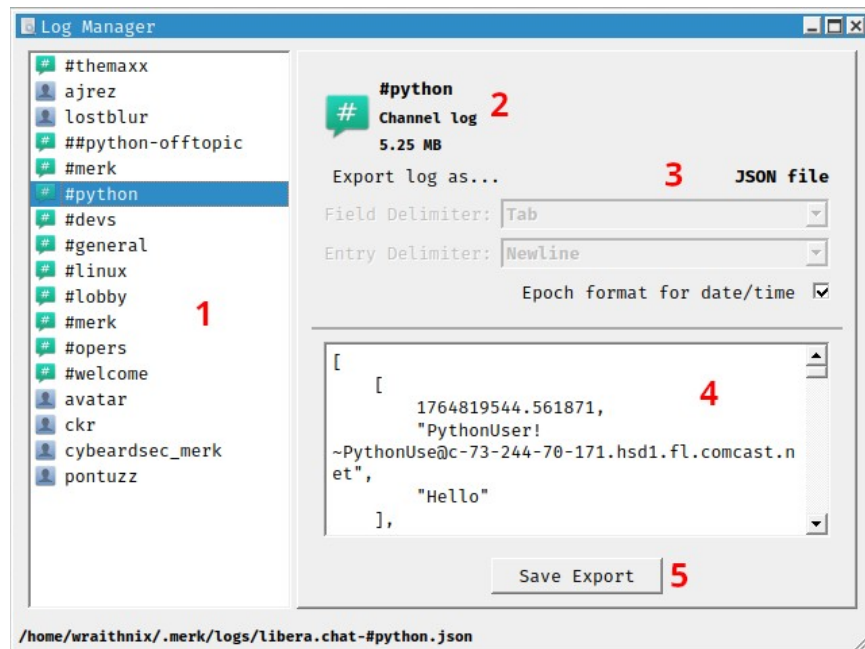 Log Manager
#themaxx
ajrez
lostblur
##python-offtopic
#merk
#python
#devs
#general
#linux
#lobby
#merk
#opers
#welcome
avatar
ckr
cybeardsec_merk
pontuzz
1
#python
Channel log
5.25 MB
2
Export log as... 3 JSON file
Field Delimiter: Tab
Entry Delimiter: Newline
Epoch format for date/time
[
[
1764819544.561871,
"PythonUser!
~PythonUse@c-73-244-70-171.hsd1.fl.comcast.n
et",
"Hello"
],
4
Save Export 5
/home/wraithnix/.merk/logs/libera.chat-#python.json